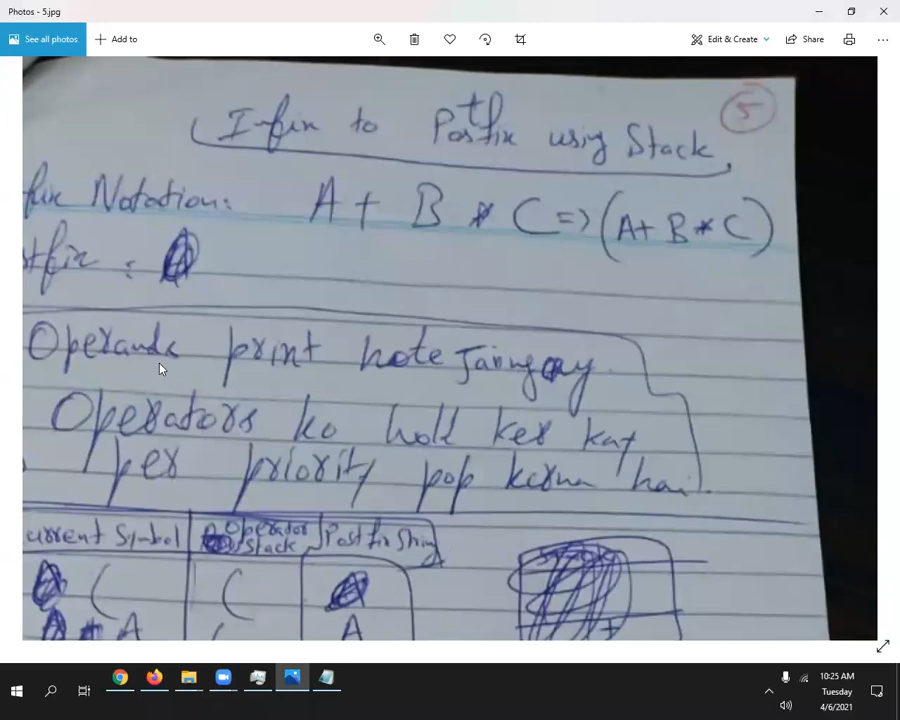 Photos - 5.jpg
See all photos
Add to
Edit & Create
Share
5
Infix to Postfix using Stack
fix Notation: A + B * C => (A + B * C)
stfix :
Operands print hote jaingay
Operators ko hold ker kay
per priority pop kerna hai.
urrent Symbol Operator Stack Postfix String
( (
A ( A
+
10:25 AM
Tuesday
4/6/2021